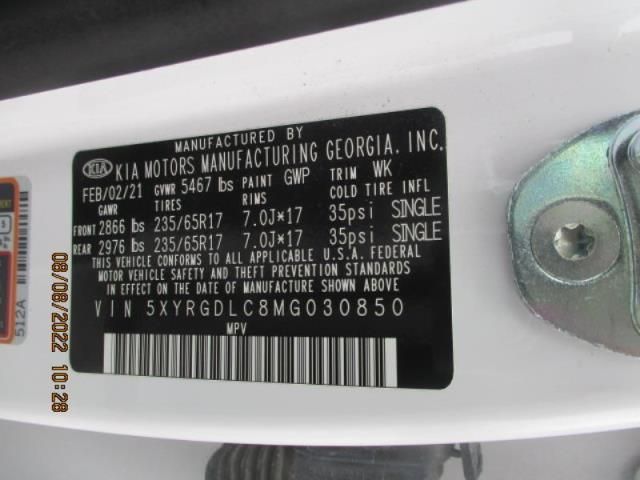 MANUFACTURED BY
KIA KIA MOTORS MANUFACTURING GEORGIA, INC.
FEB/02/21 GVWR 5467 lbs PAINT GWP TRIM WK
GAWR TIRES RIMS COLD TIRE INFL
FRONT 2866 lbs 235/65R17 7.0J×17 35psi SINGLE
REAR 2976 lbs 235/65R17 7.0J×17 35psi SINGLE
THIS VEHICLE CONFORMS TO ALL APPLICABLE U.S.A. FEDERAL
MOTOR VEHICLE SAFETY AND THEFT PREVENTION STANDARDS
IN EFFECT ON THE DATE OF MANUFACTURE SHOWN ABOVE.
VIN 5XYRGDLC8MG030850
MPV
512A
08/08/2022 10:28